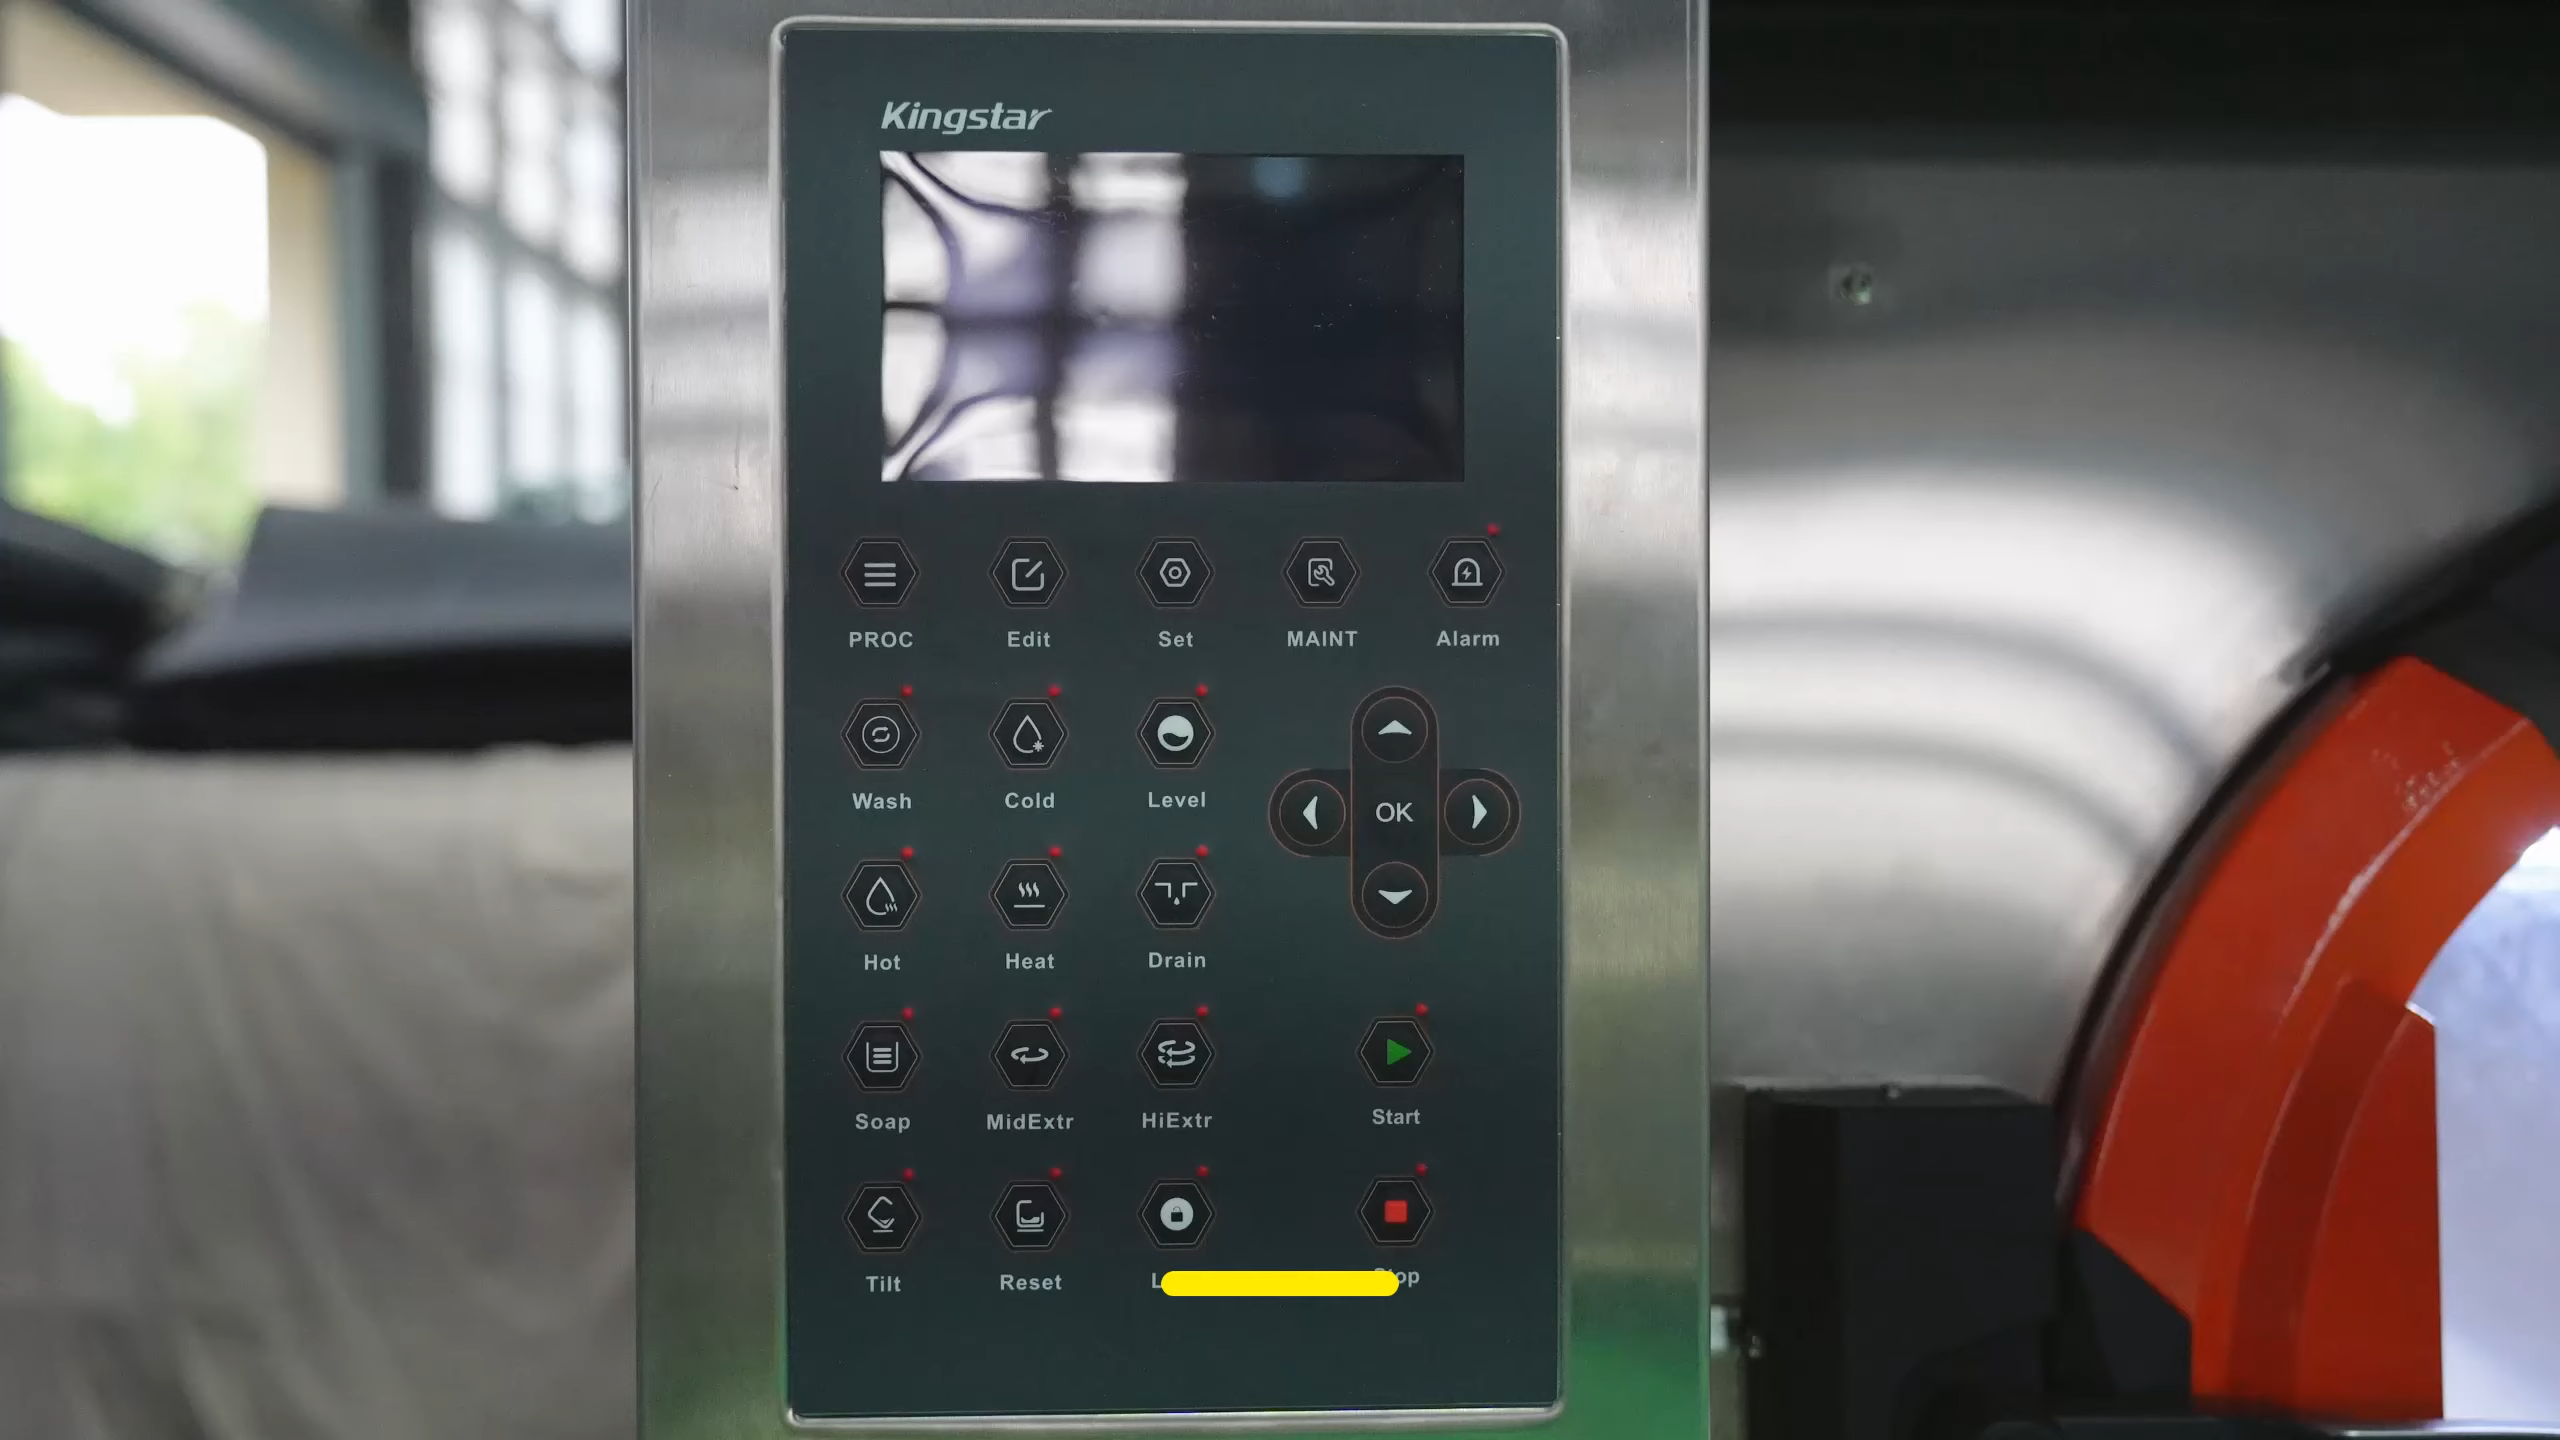 Kingstar
PROC Edit Set MAINT Alarm
Wash Cold Level
OK
Hot Heat Drain
Soap MidExtr HiExtr Start
Tilt Reset